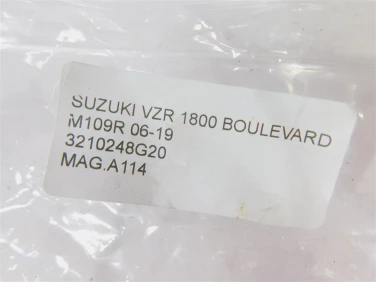 SUZUKI VZR 1800 BOULEVARD
M109R 06-19
3210248G20
MAG.A114